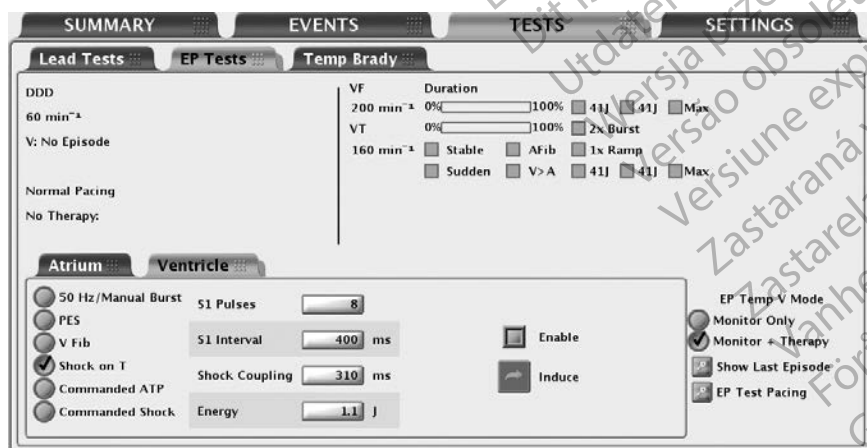 SUMMARY EVENTS TESTS SETTINGS
Lead Tests EP Tests Temp Brady
DDD
60 min⁻¹
V: No Episode
Normal Pacing
No Therapy:
VF Duration
200 min⁻¹ 0% 100% 41J 41J Max
VT 0% 100% 2x Burst
160 min⁻¹ Stable AFib 1x Ramp
Sudden V>A 41J 41J Max
Atrium Ventricle
50 Hz/Manual Burst
PES
V Fib
Shock on T
Commanded ATP
Commanded Shock
S1 Pulses 8
S1 Interval 400 ms
Shock Coupling 310 ms
Energy 1.1 J
Enable
Induce
EP Temp V Mode
Monitor Only
Monitor + Therapy
Show Last Episode
EP Test Pacing
Versiune
Zastaraná